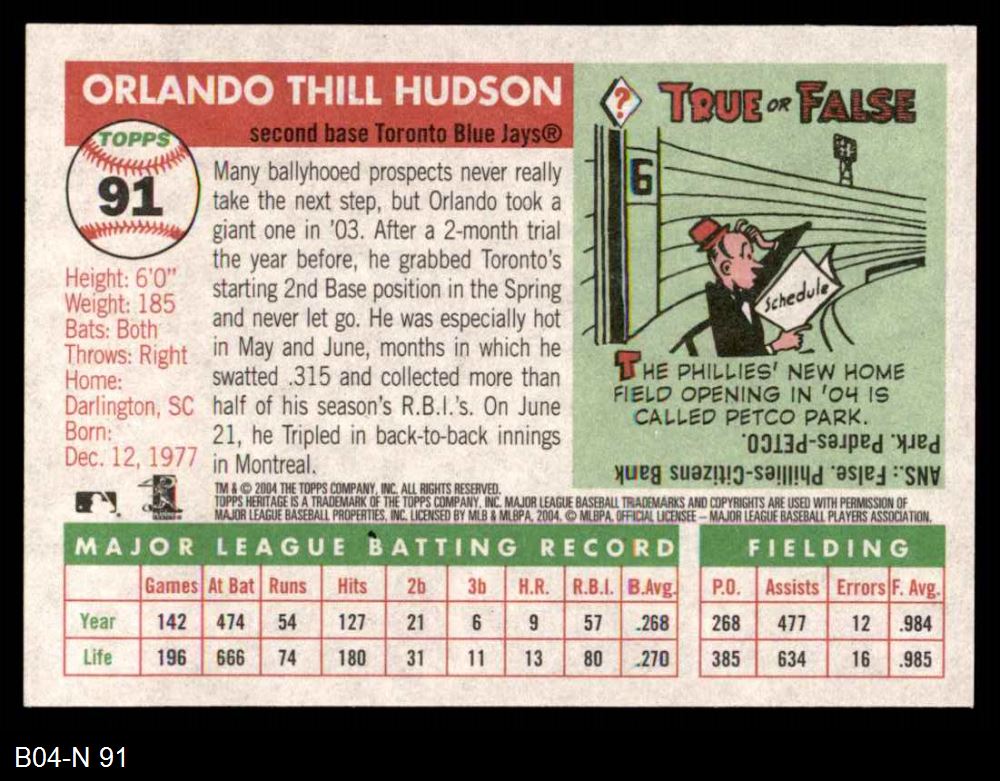 ORLANDO THILL HUDSON
second base Toronto Blue Jays®
TOPPS
91
Height: 6'0"
Weight: 185
Bats: Both
Throws: Right
Home:
Darlington, SC
Born:
Dec. 12, 1977
Many ballyhooed prospects never really
take the next step, but Orlando took a
giant one in '03. After a 2-month trial
the year before, he grabbed Toronto's
starting 2nd Base position in the Spring
and never let go. He was especially hot
in May and June, months in which he
swatted .315 and collected more than
half of his season's R.B.I.'s. On June
21, he Tripled in back-to-back innings
in Montreal.
? TRUE OR FALSE
6
Schedule
THE PHILLIES' NEW HOME
FIELD OPENING IN '04 IS
CALLED PETCO PARK.
ANS.: False. Phillies-Citizens Bank
Park. Padres-PETCO.
TM & © 2004 THE TOPPS COMPANY, INC. ALL RIGHTS RESERVED.
TOPPS HERITAGE IS A TRADEMARK OF THE TOPPS COMPANY, INC. MAJOR LEAGUE BASEBALL TRADEMARKS AND COPYRIGHTS ARE USED WITH PERMISSION OF
MAJOR LEAGUE BASEBALL PROPERTIES, INC. LICENSED BY MLB & MLBPA, 2004. © MLBPA. OFFICIAL LICENSEE – MAJOR LEAGUE BASEBALL PLAYERS ASSOCIATION.
MAJOR LEAGUE BATTING RECORD FIELDING
Games At Bat Runs Hits 2b 3b H.R. R.B.I. B.Avg. P.O. Assists Errors F. Avg.
Year 142 474 54 127 21 6 9 57 .268 268 477 12 .984
Life 196 666 74 180 31 11 13 80 .270 385 634 16 .985
B04-N 91